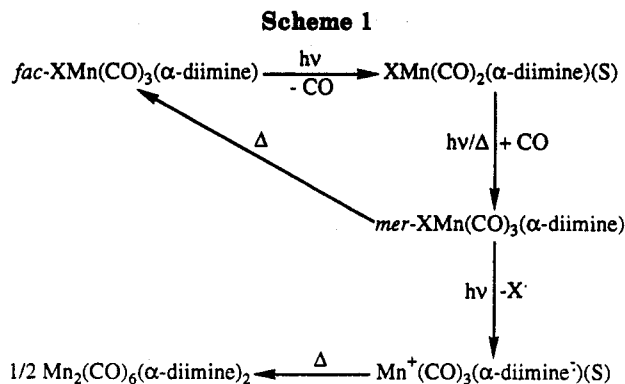 Scheme 1
fac-XMn(CO)₃(α-diimine) hν - CO XMn(CO)₂(α-diimine)(S)
Δ hν/Δ + CO
mer-XMn(CO)₃(α-diimine)
hν -X·
1/2 Mn₂(CO)₆(α-diimine)₂ Δ Mn⁺(CO)₃(α-diimine⁻)(S)